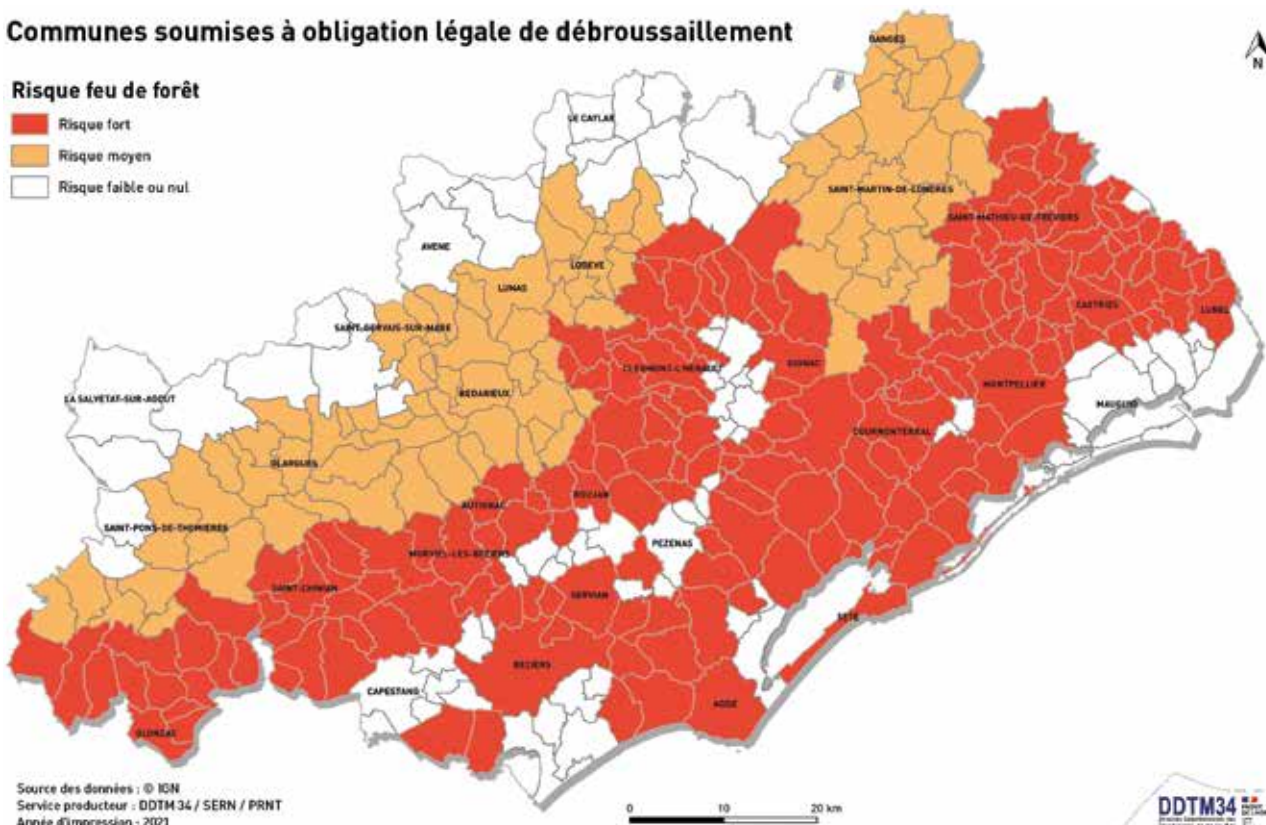 Communes soumises à obligation légale de débroussaillement
N
Risque feu de forêt
Risque fort
Risque moyen
Risque faible ou nul
GANGES
LE CAYLAR
SAINT-MARTIN-DE-LONDRES
SAINT-MATHIEU-DE-TREVIERS
AVENE
LODEVE
LUNAS
CASTRIES
LUNEL
SAINT-GERVAIS-SUR-MARE
CLERMONT-L'HERAULT
GIGNAC
MONTPELLIER
BEDARIEUX
LA SALVETAT-SUR-AGOUT
MAUGUIO
COURNONTERRAL
OLARGUES
ROUJAN
AUTIGNAC
SAINT-PONS-DE-THOMIERES
PEZENAS
MURVIEL-LES-BEZIERS
SAINT-CHINIAN
SERVIAN
SETE
BEZIERS
CAPESTANG
AGDE
OLONZAC
Source des données : © IGN
Service producteur : DDTM 34 / SERN / PRNT
Année d'impression : 2021
0 10 20 km
DDTM34